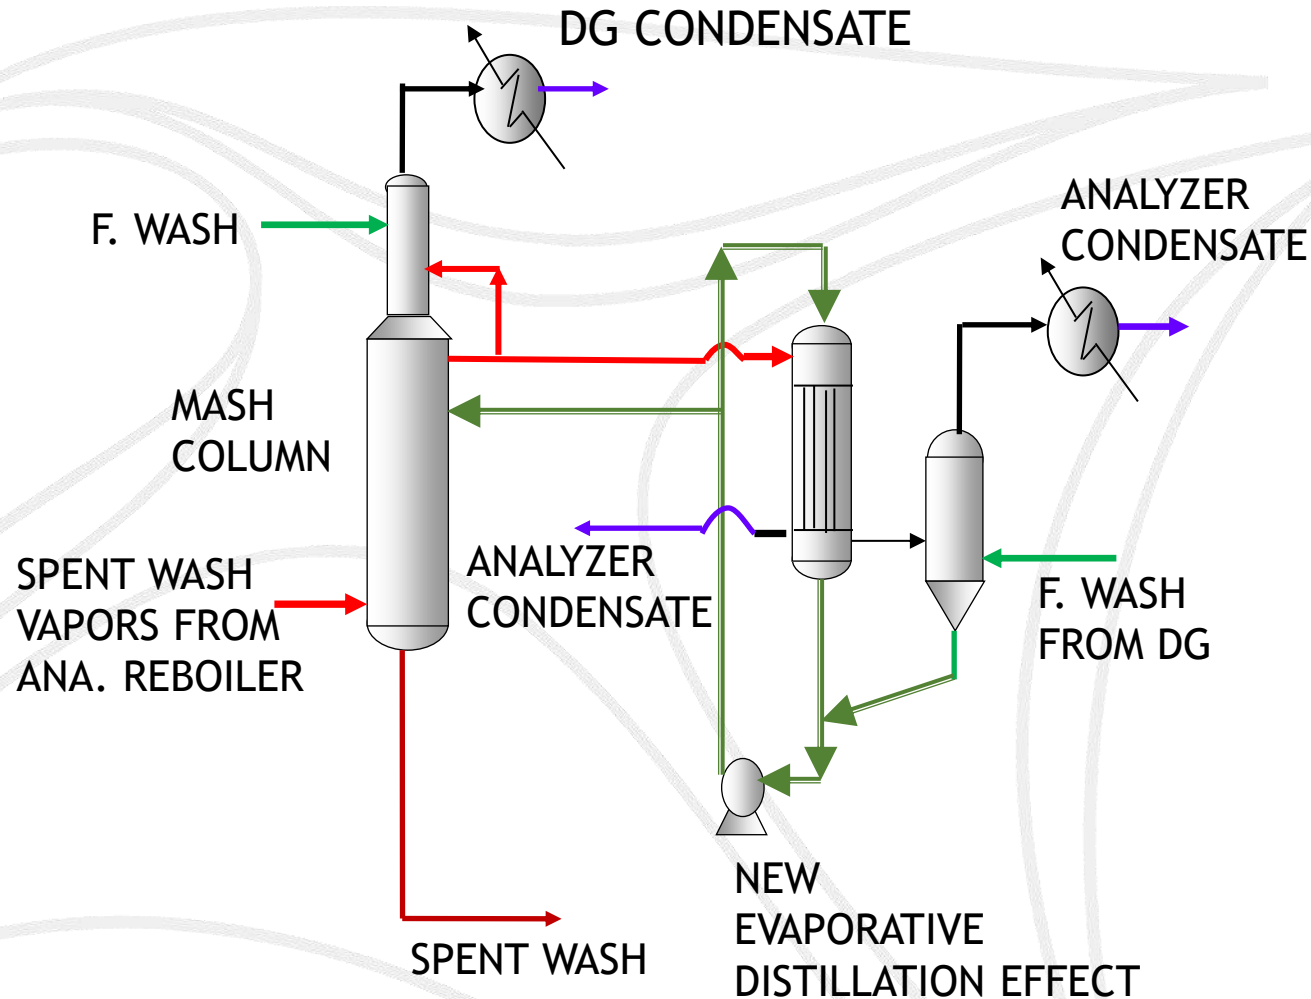 DG CONDENSATE
F. WASH
ANALYZER
CONDENSATE
MASH
COLUMN
SPENT WASH
VAPORS FROM
ANA. REBOILER
ANALYZER
CONDENSATE
F. WASH
FROM DG
NEW
EVAPORATIVE
DISTILLATION EFFECT
SPENT WASH